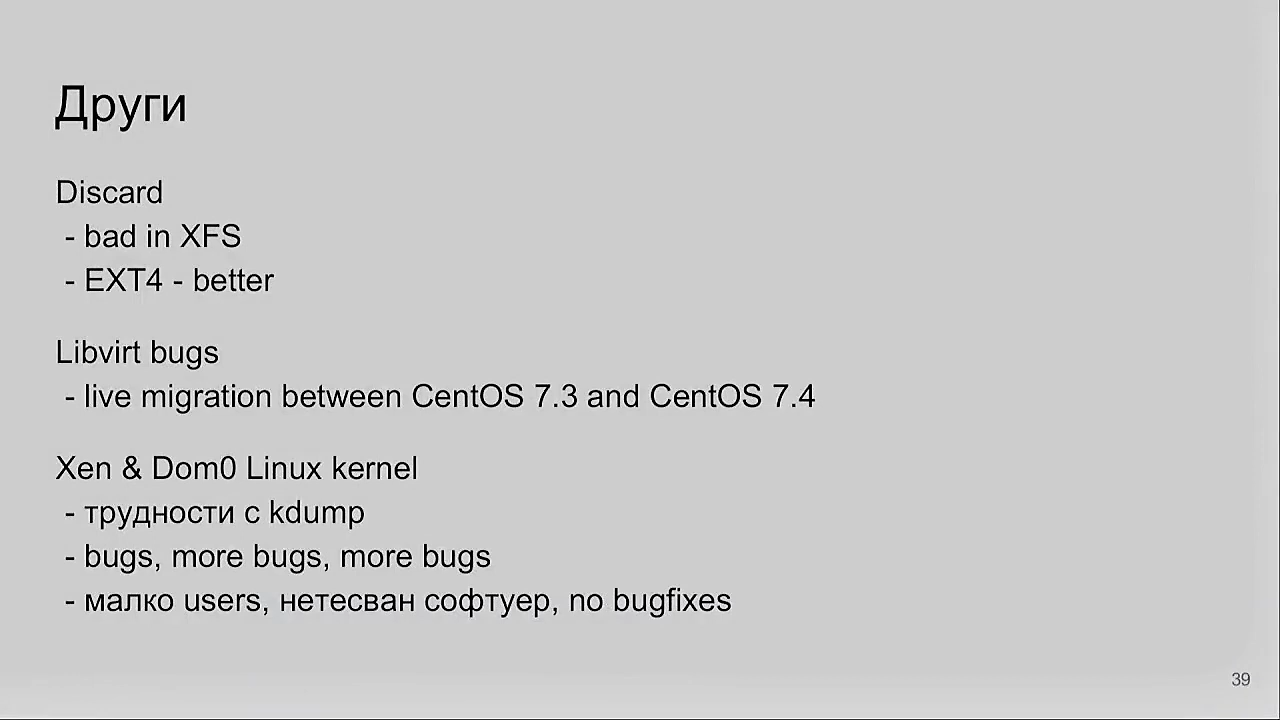 Други
Discard
- bad in XFS
- EXT4 - better
Libvirt bugs
- live migration between CentOS 7.3 and CentOS 7.4
Xen & Dom0 Linux kernel
- трудности с kdump
- bugs, more bugs, more bugs
- малко users, нетесван софтуер, no bugfixes
39